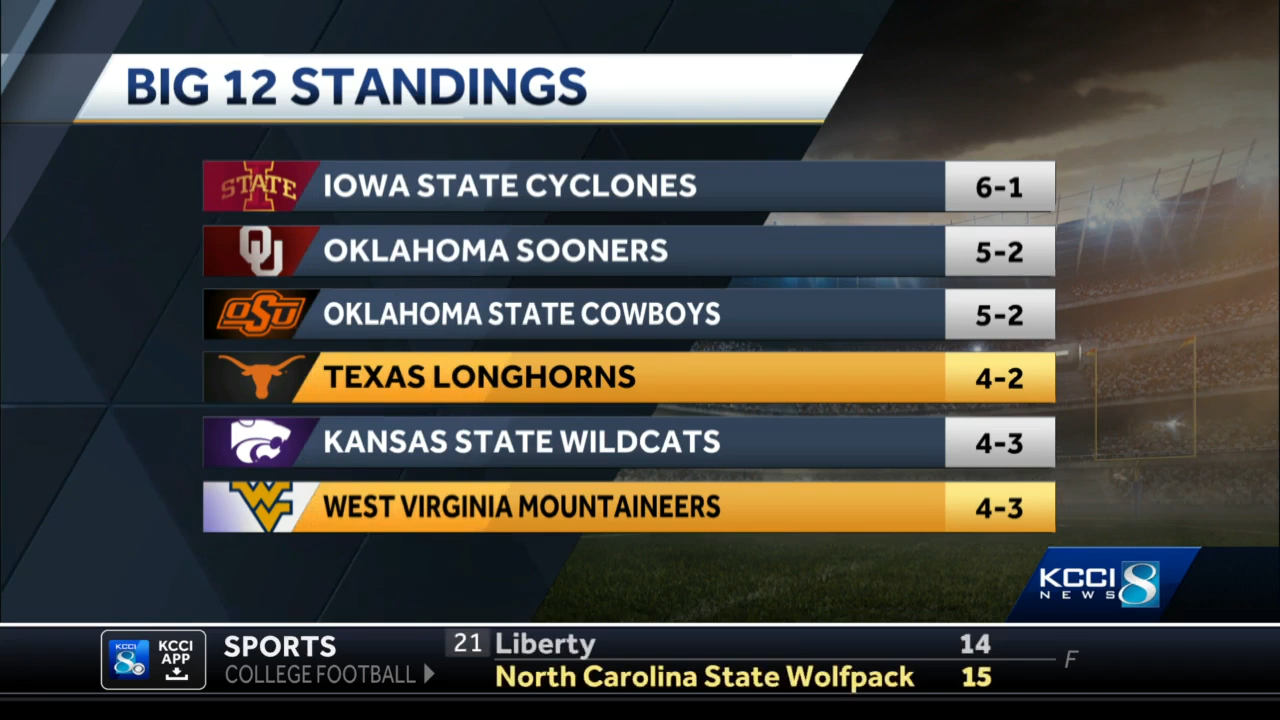 BIG 12 STANDINGS
STATE IOWA STATE CYCLONES 6-1
OU OKLAHOMA SOONERS 5-2
OSU OKLAHOMA STATE COWBOYS 5-2
TEXAS LONGHORNS 4-2
KANSAS STATE WILDCATS 4-3
WV WEST VIRGINIA MOUNTAINEERS 4-3
KCCI 8
NEWS
KCCI 8
KCCI APP
SPORTS
COLLEGE FOOTBALL
21 Liberty 14
North Carolina State Wolfpack 15
F